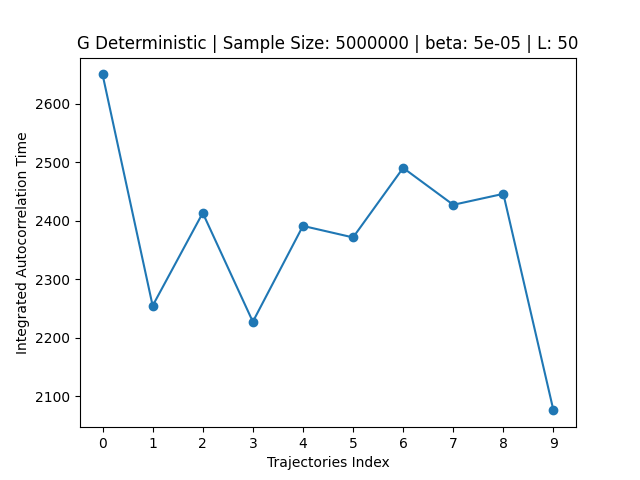 G Deterministic | Sample Size: 5000000 | beta: 5e-05 | L: 50
Integrated Autocorrelation Time
2600
2500
2400
2300
2200
2100
0 1 2 3 4 5 6 7 8 9
Trajectories Index